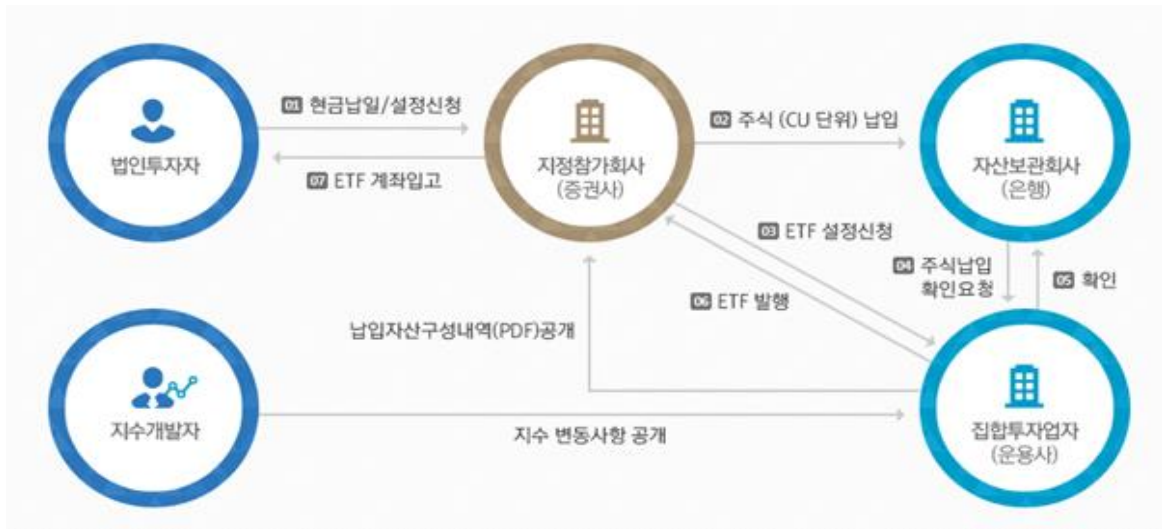 01 현금납일/설정신청
02 주식 (CU 단위) 납입
법인투자자
지정참가회사
(증권사)
자산보관회사
(은행)
07 ETF 계좌입고
03 ETF 설정신청
04 주식납입
확인요청
05 확인
06 ETF 발행
납입자산구성내역(PDF)공개
지수개발자
지수 변동사항 공개
집합투자업자
(운용사)